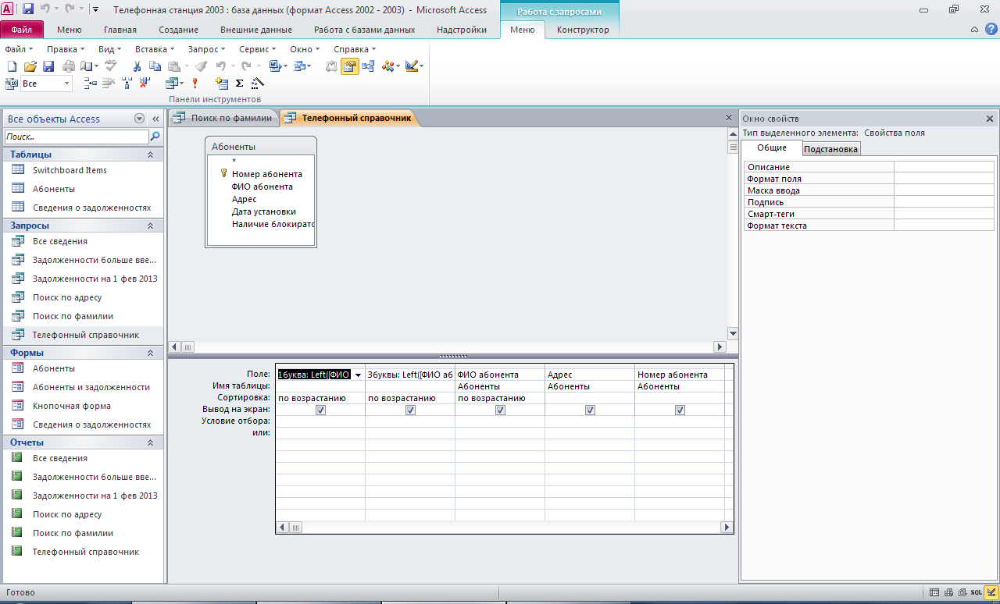 Телефонная станция 2003 : база данных (формат Access 2002 - 2003) - Microsoft Access
Работа с запросами
Файл Меню Главная Создание Внешние данные Работа с базами данных Надстройки Меню Конструктор
Файл Правка Вид Вставка Запрос Сервис Окно Справка
Все
Панели инструментов
Все объекты Access
Поиск...
Таблицы
Switchboard Items
Абоненты
Сведения о задолженностях
Запросы
Все сведения
Задолженности больше вве...
Задолженности на 1 фев 2013
Поиск по адресу
Поиск по фамилии
Телефонный справочник
Формы
Абоненты
Абоненты и задолженности
Кнопочная форма
Сведения о задолженностях
Отчеты
Все сведения
Задолженности больше вве...
Задолженности на 1 фев 2013
Поиск по адресу
Поиск по фамилии
Телефонный справочник
Поиск по фамилии Телефонный справочник
Абоненты
*
Номер абонента
ФИО абонента
Адрес
Дата установки
Наличие блокирато
Поле: 1буква: Left([ФИО 3буквы: Left([ФИО аб ФИО абонента Адрес Номер абонента
Имя таблицы: Абоненты Абоненты Абоненты
Сортировка: по возрастанию по возрастанию по возрастанию
Вывод на экран:
Условие отбора:
или:
Окно свойств
Тип выделенного элемента: Свойства поля
Общие Подстановка
Описание
Формат поля
Маска ввода
Подпись
Смарт-теги
Формат текста
Готово
SQL